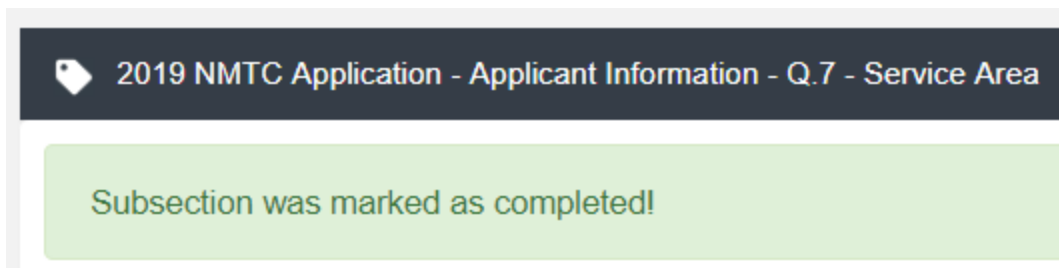 2019 NMTC Application - Applicant Information - Q.7 - Service Area
Subsection was marked as completed!